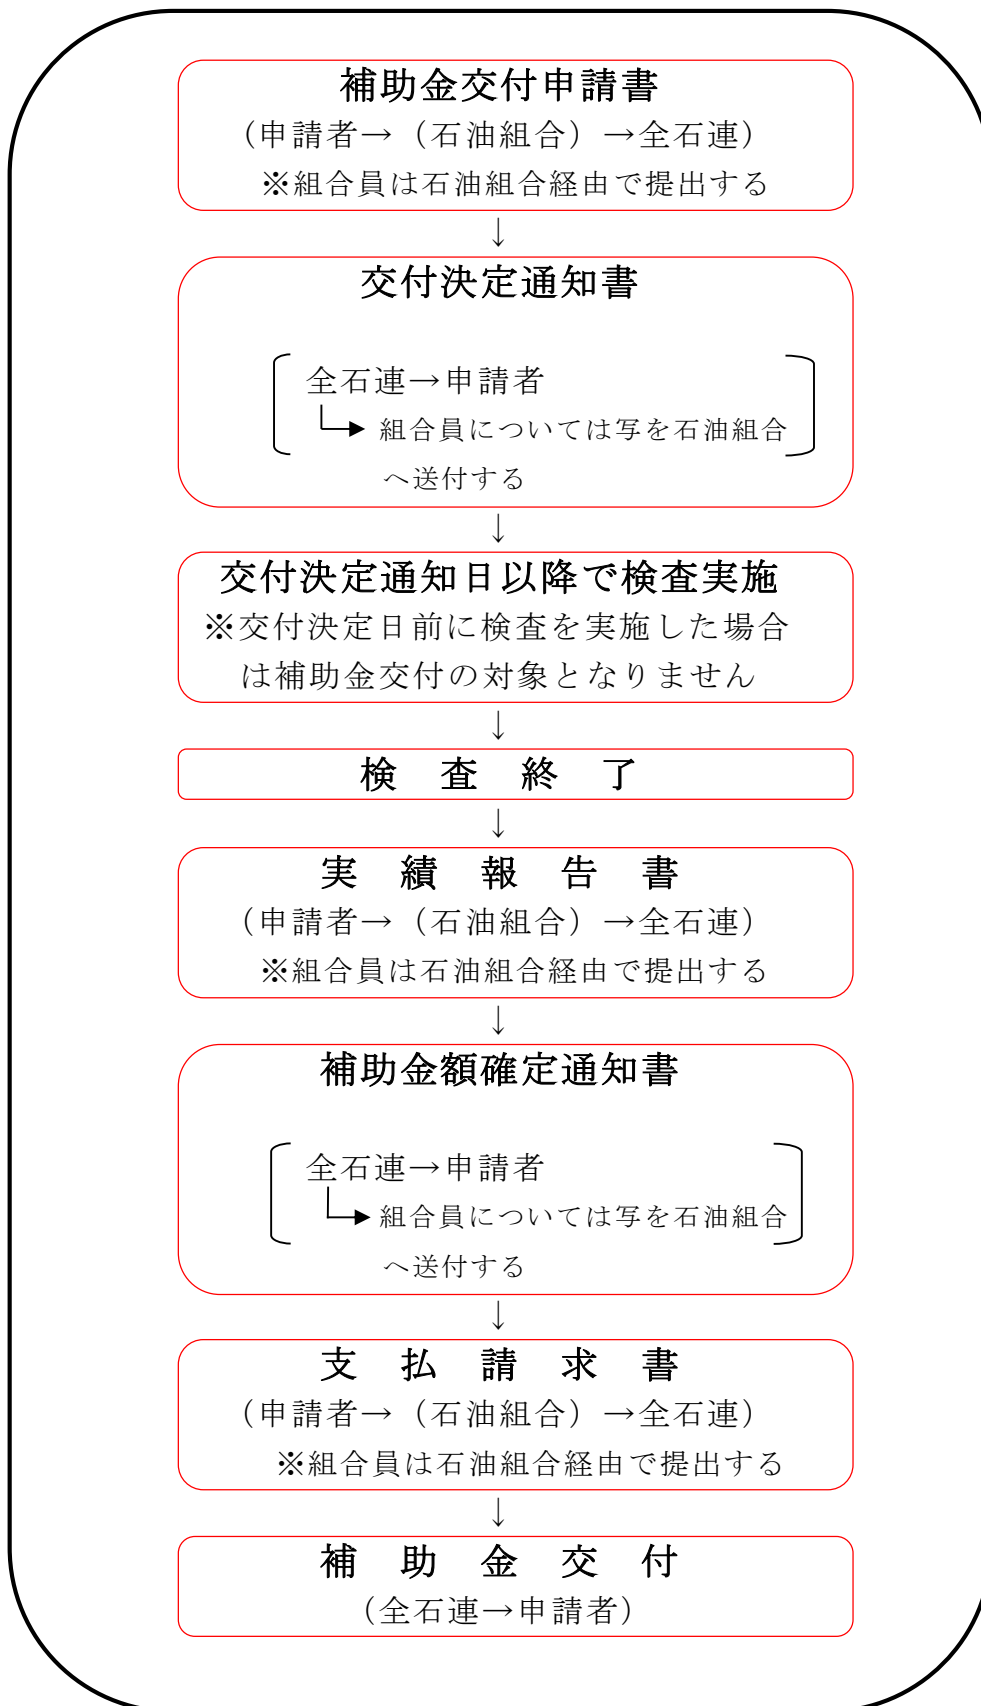 補助金交付申請書
（申請者→（石油組合）→全石連）
※組合員は石油組合経由で提出する
↓
交付決定通知書
全石連→申請者
組合員については写を石油組合
へ送付する
↓
交付決定通知日以降で検査実施
※交付決定日前に検査を実施した場合
は補助金交付の対象となりません
↓
検　査　終　了
↓
実　績　報　告　書
（申請者→（石油組合）→全石連）
※組合員は石油組合経由で提出する
↓
補助金額確定通知書
全石連→申請者
組合員については写を石油組合
へ送付する
↓
支　払　請　求　書
（申請者→（石油組合）→全石連）
※組合員は石油組合経由で提出する
↓
補　助　金　交　付
（全石連→申請者）